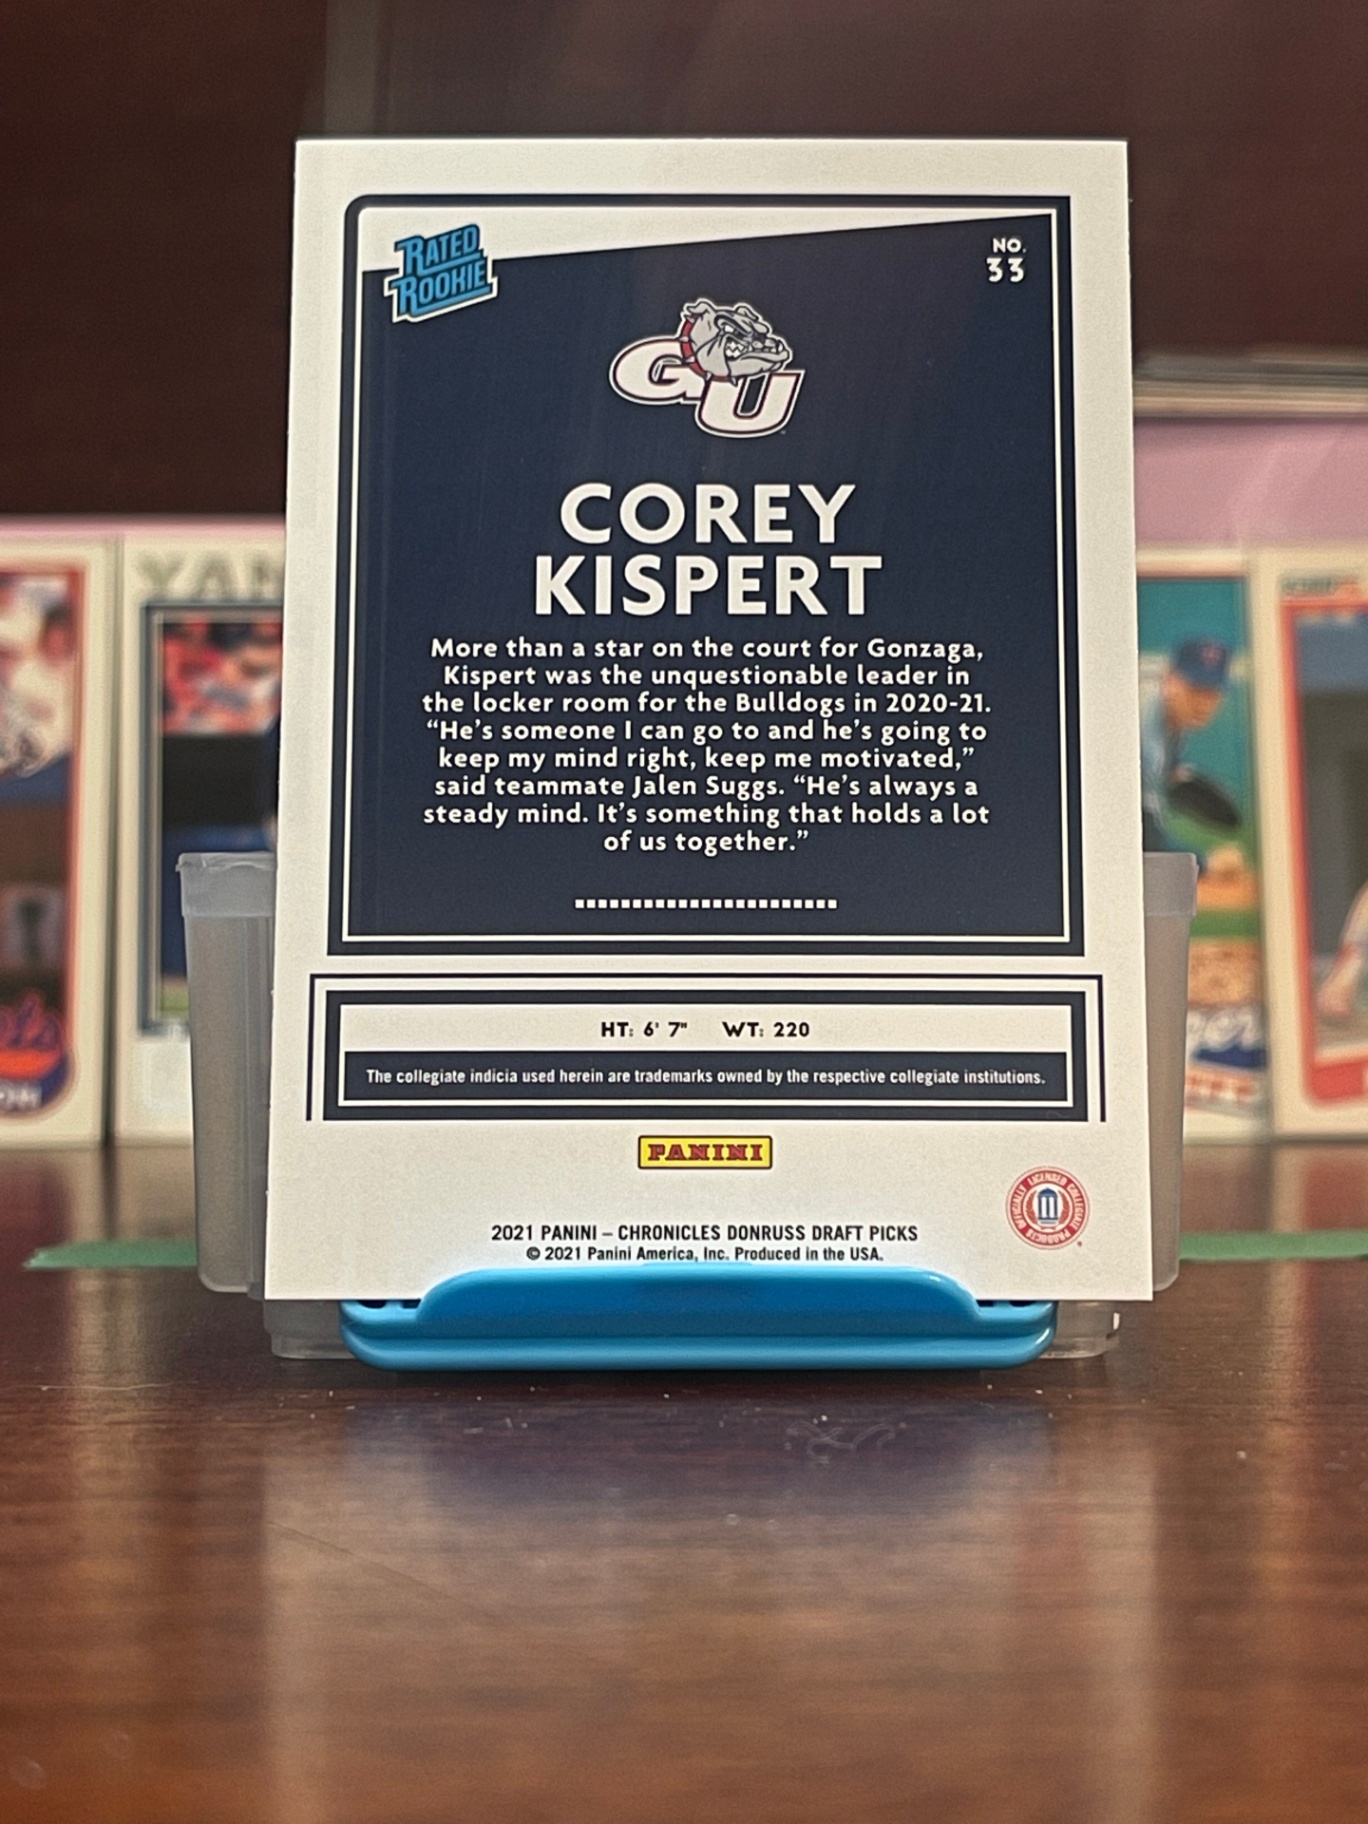 RATED
ROOKIE
NO.
33
GU
COREY
KISPERT
More than a star on the court for Gonzaga,
Kispert was the unquestionable leader in
the locker room for the Bulldogs in 2020-21.
“He’s someone I can go to and he’s going to
keep my mind right, keep me motivated,”
said teammate Jalen Suggs. “He’s always a
steady mind. It’s something that holds a lot
of us together.”
HT: 6' 7" WT: 220
The collegiate indicia used herein are trademarks owned by the respective collegiate institutions.
PANINI
OFFICIALLY LICENSED COLLEGIATE PRODUCTS
2021 PANINI – CHRONICLES DONRUSS DRAFT PICKS
© 2021 Panini America, Inc. Produced in the USA.